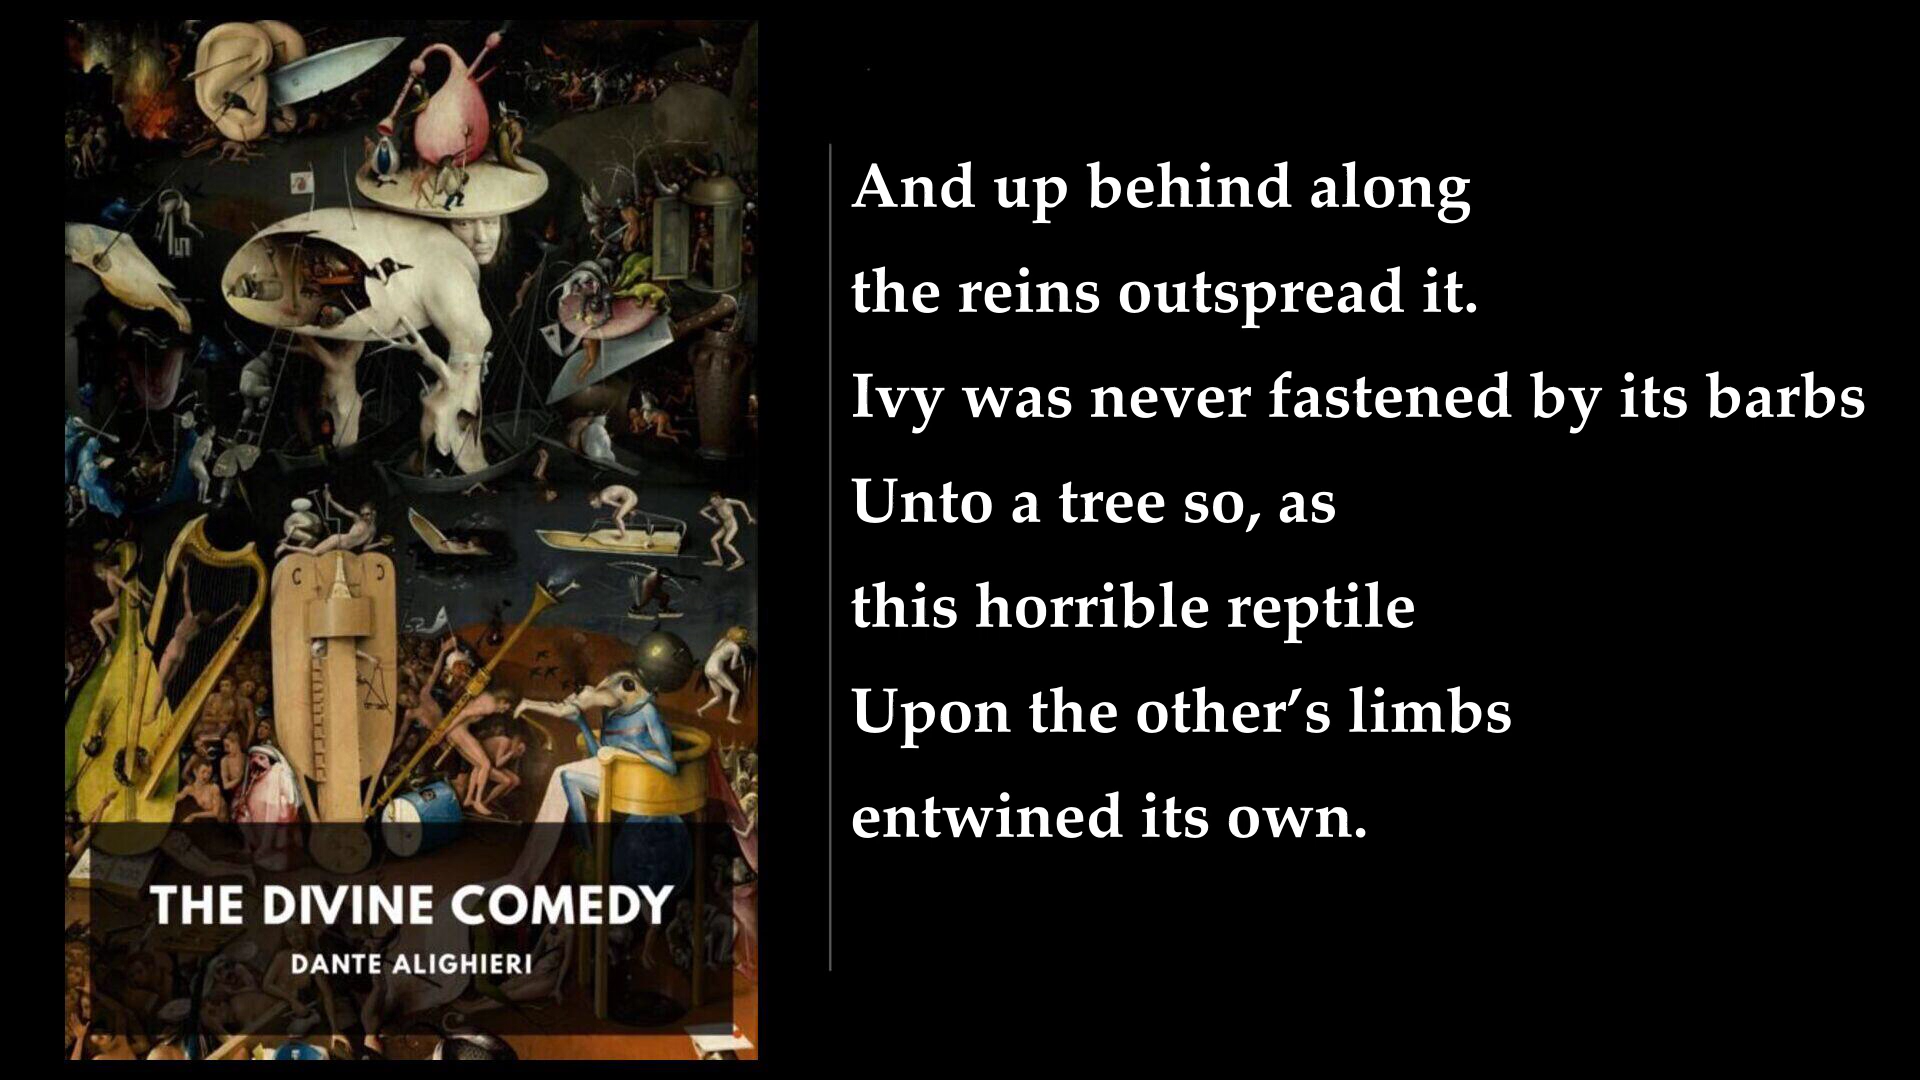 And up behind along
the reins outspread it.
Ivy was never fastened by its barbs
Unto a tree so, as
this horrible reptile
Upon the other’s limbs
entwined its own.
THE DIVINE COMEDY
DANTE ALIGHIERI